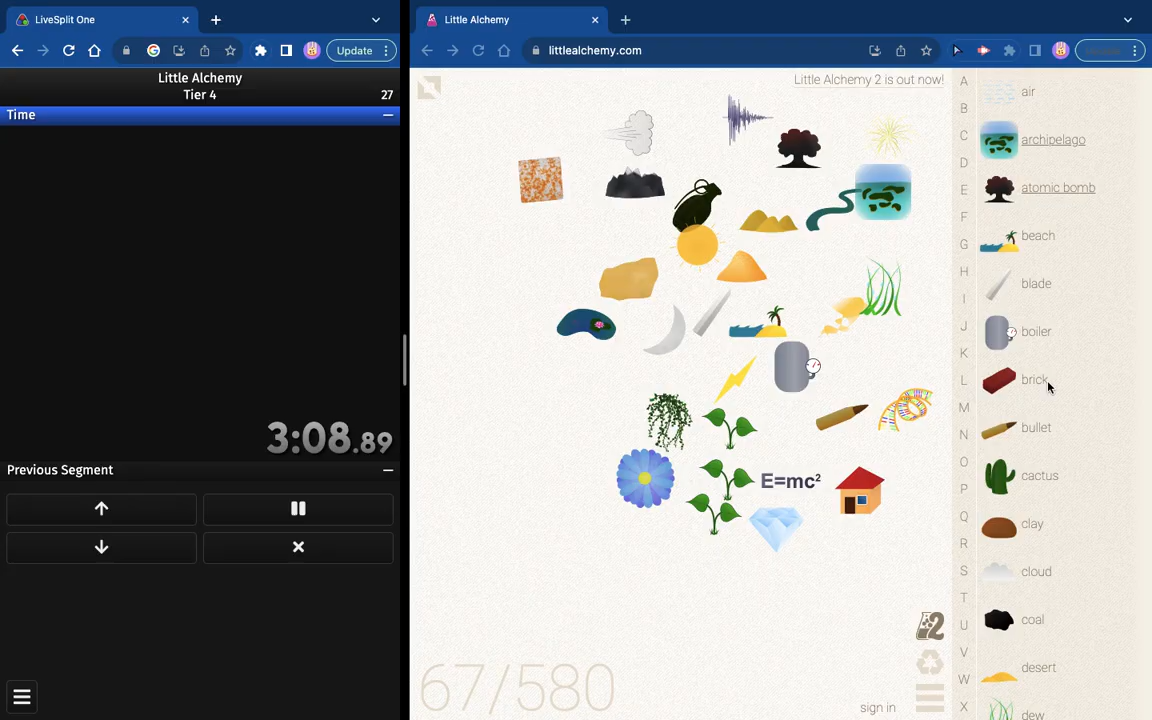 LiveSplit One
Update
Little Alchemy
Tier 4
27
Time
3:08.89
Previous Segment
Little Alchemy
littlealchemy.com
Little Alchemy 2 is out now!
E=mc²
67/580
2
sign in
A
B
C
D
E
F
G
H
I
J
K
L
M
N
O
P
Q
R
S
T
U
V
W
X
air
archipelago
atomic bomb
beach
blade
boiler
brick
bullet
cactus
clay
cloud
coal
desert
dew